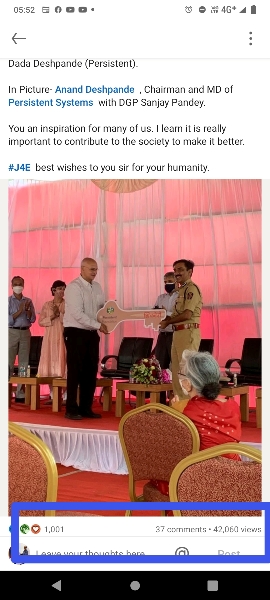 05:52
4G+
Dada Deshpande (Persistent).
In Picture- Anand Deshpande , Chairman and MD of
Persistent Systems with DGP Sanjay Pandey.
You an inspiration for many of us. I learn it is really
important to contribute to the society to make it better.
#J4E best wishes to you sir for your humanity.
1,001
37 comments • 42,060 views
Leave your thoughts here
@
Post